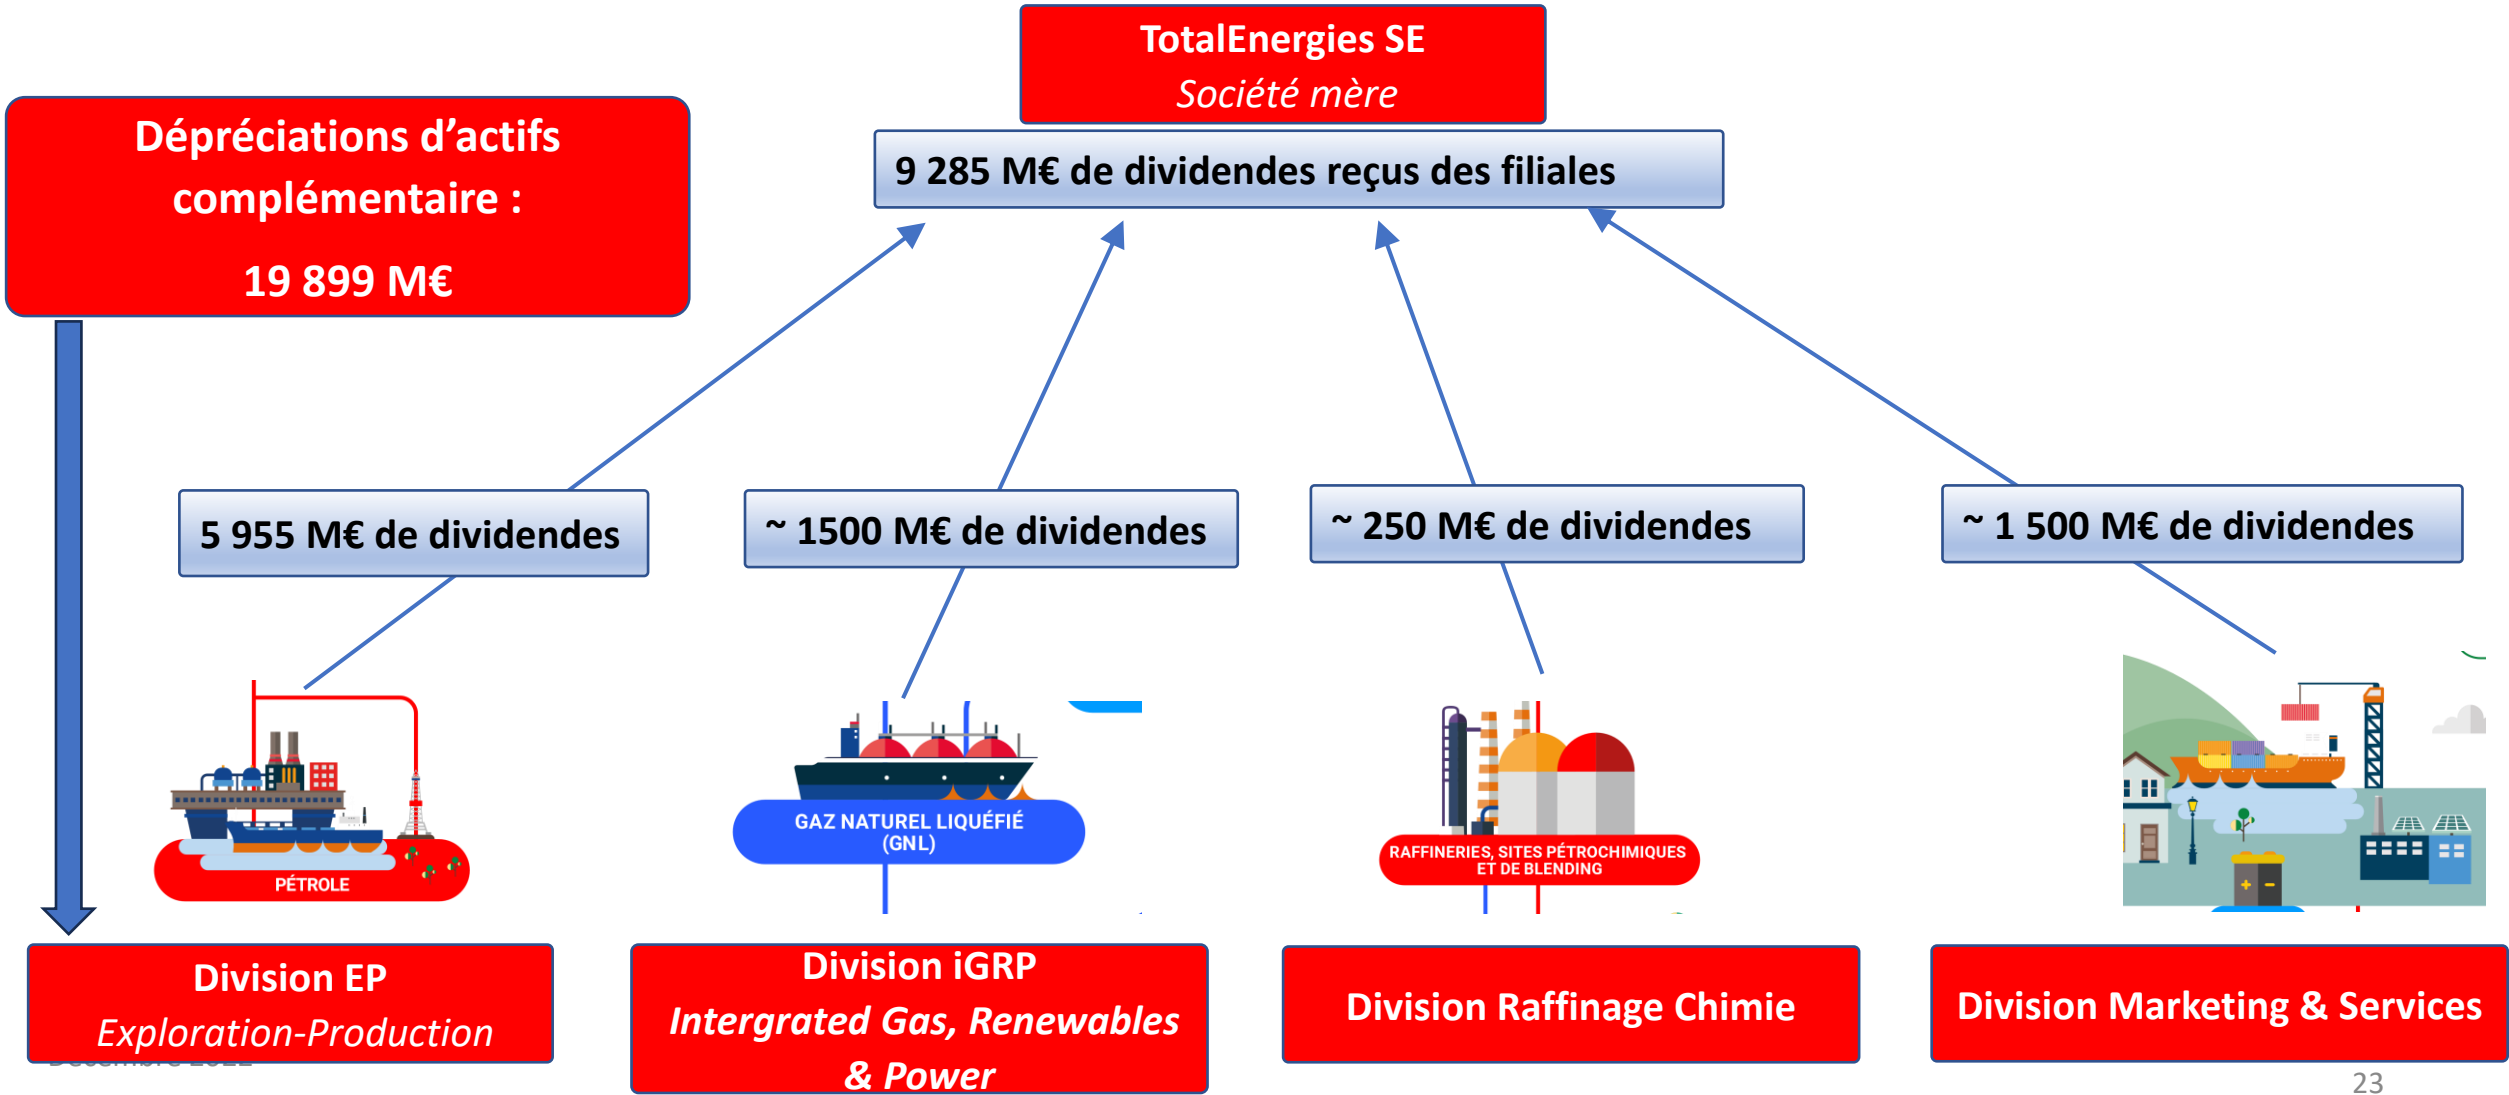 TotalEnergies SE
Société mère
Dépréciations d’actifs
complémentaire :
19 899 M€
9 285 M€ de dividendes reçus des filiales
5 955 M€ de dividendes
~ 1500 M€ de dividendes
~ 250 M€ de dividendes
~ 1 500 M€ de dividendes
PÉTROLE
GAZ NATUREL LIQUÉFIÉ
(GNL)
RAFFINERIES, SITES PÉTROCHIMIQUES
ET DE BLENDING
Division EP
Exploration-Production
Division iGRP
Intergrated Gas, Renewables
& Power
Division Raffinage Chimie
Division Marketing & Services
23